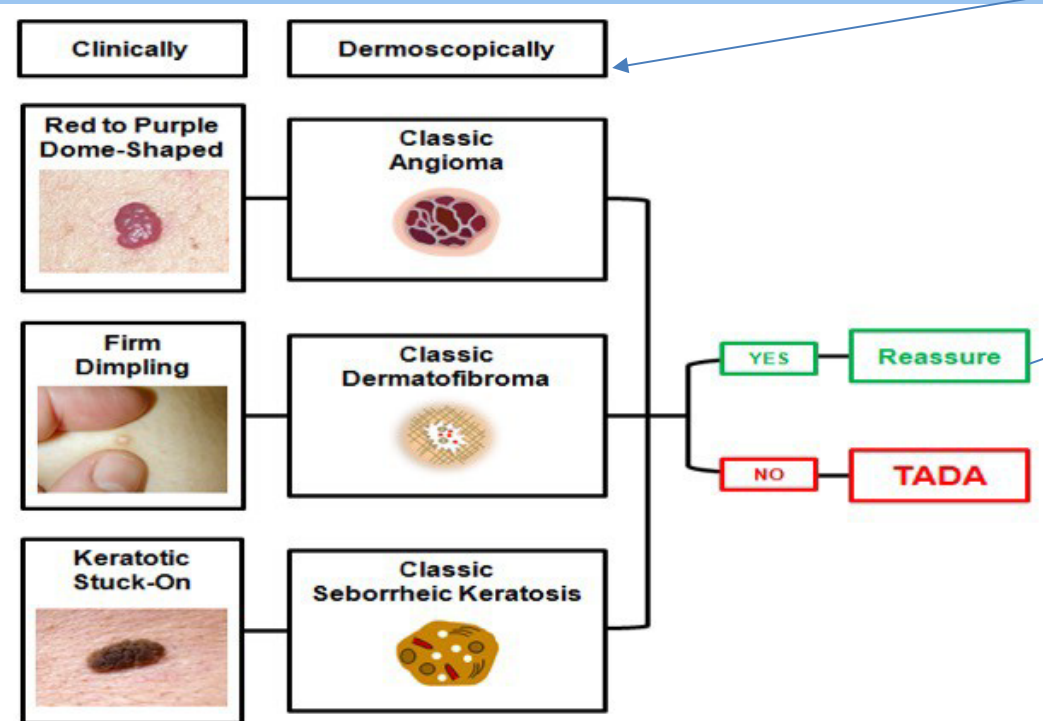 Clinically
Dermoscopically
Red to Purple
Dome-Shaped
Classic
Angioma
Firm
Dimpling
Classic
Dermatofibroma
YES
Reassure
NO
TADA
Keratotic
Stuck-On
Classic
Seborrheic Keratosis